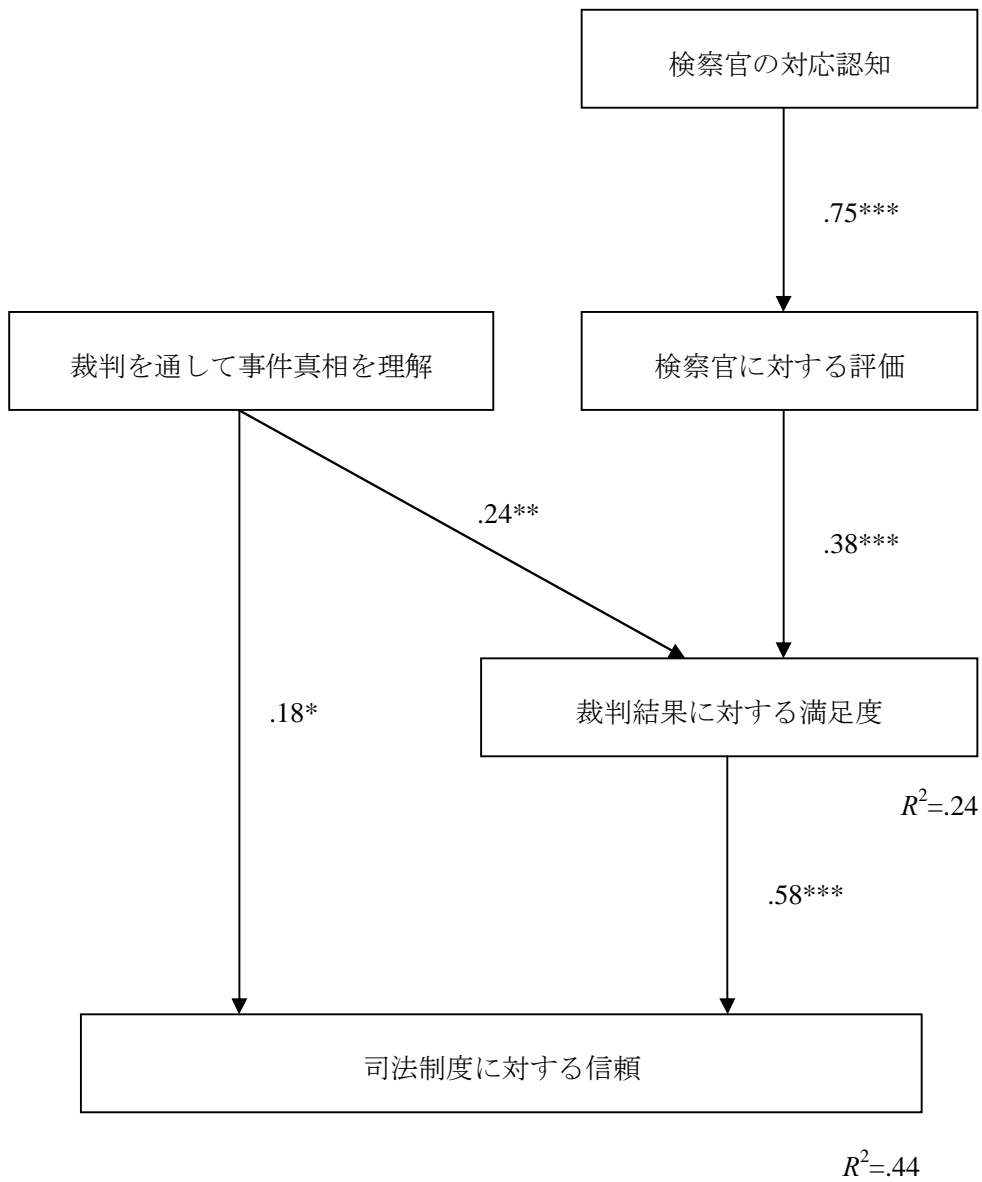 検察官の対応認知
.75***
裁判を通して事件真相を理解
検察官に対する評価
.24**
.38***
.18*
裁判結果に対する満足度
R²=.24
.58***
司法制度に対する信頼
R²=.44